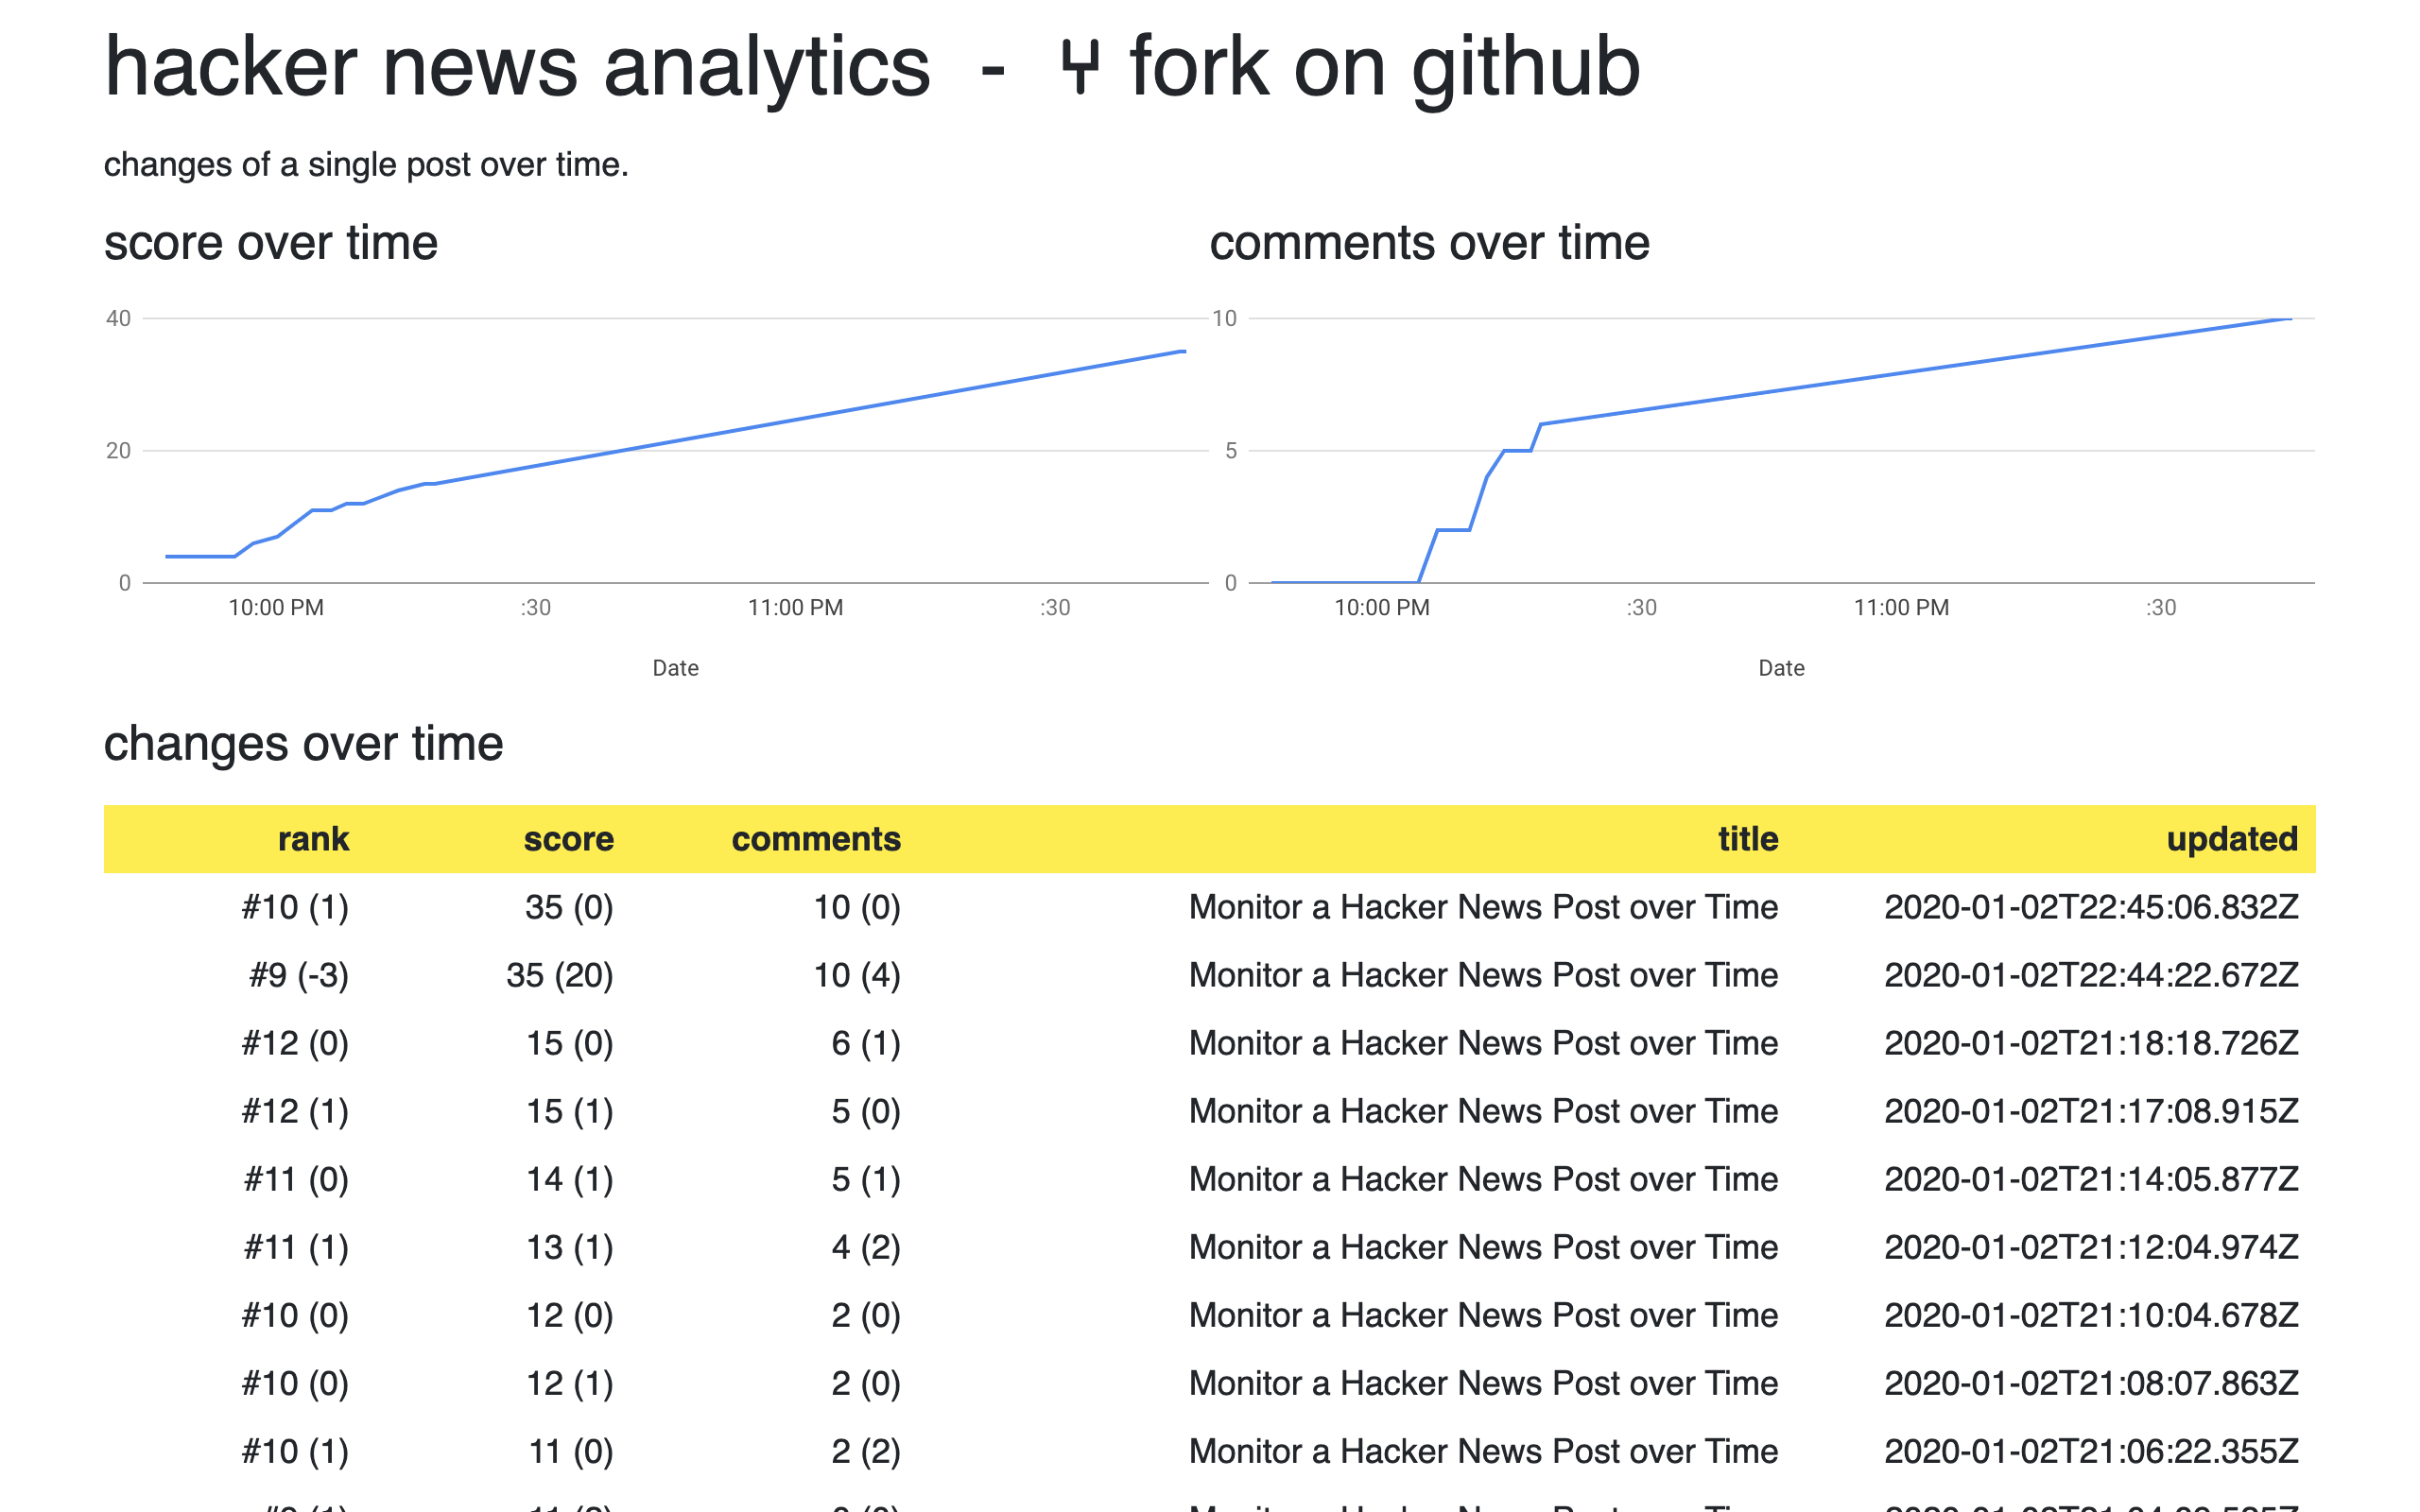 hacker news analytics - fork on github
changes of a single post over time.
score over time
40
20
0
10:00 PM :30 11:00 PM :30
Date
comments over time
10
5
0
10:00 PM :30 11:00 PM :30
Date
changes over time
rank score comments title updated
#10 (1) 35 (0) 10 (0) Monitor a Hacker News Post over Time 2020-01-02T22:45:06.832Z
#9 (-3) 35 (20) 10 (4) Monitor a Hacker News Post over Time 2020-01-02T22:44:22.672Z
#12 (0) 15 (0) 6 (1) Monitor a Hacker News Post over Time 2020-01-02T21:18:18.726Z
#12 (1) 15 (1) 5 (0) Monitor a Hacker News Post over Time 2020-01-02T21:17:08.915Z
#11 (0) 14 (1) 5 (1) Monitor a Hacker News Post over Time 2020-01-02T21:14:05.877Z
#11 (1) 13 (1) 4 (2) Monitor a Hacker News Post over Time 2020-01-02T21:12:04.974Z
#10 (0) 12 (0) 2 (0) Monitor a Hacker News Post over Time 2020-01-02T21:10:04.678Z
#10 (0) 12 (1) 2 (0) Monitor a Hacker News Post over Time 2020-01-02T21:08:07.863Z
#10 (1) 11 (0) 2 (2) Monitor a Hacker News Post over Time 2020-01-02T21:06:22.355Z